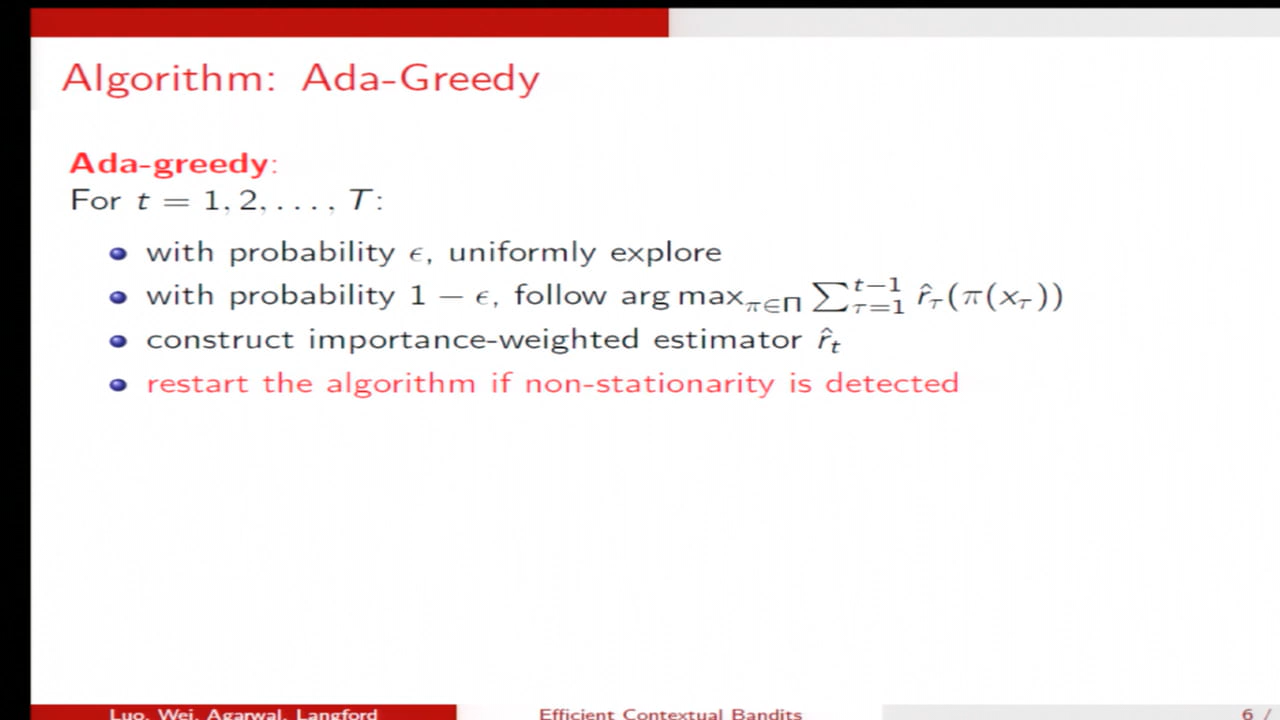 Algorithm: Ada-Greedy
Ada-greedy:
For t = 1, 2, . . . , T:
with probability ϵ, uniformly explore
with probability 1 − ϵ, follow arg max_{π∈Π} ∑_{τ=1}^{t−1} r̂_τ(π(x_τ))
construct importance-weighted estimator r̂_t
restart the algorithm if non-stationarity is detected
Luo, Wei, Agarwal, Langford
Efficient Contextual Bandits
6 /